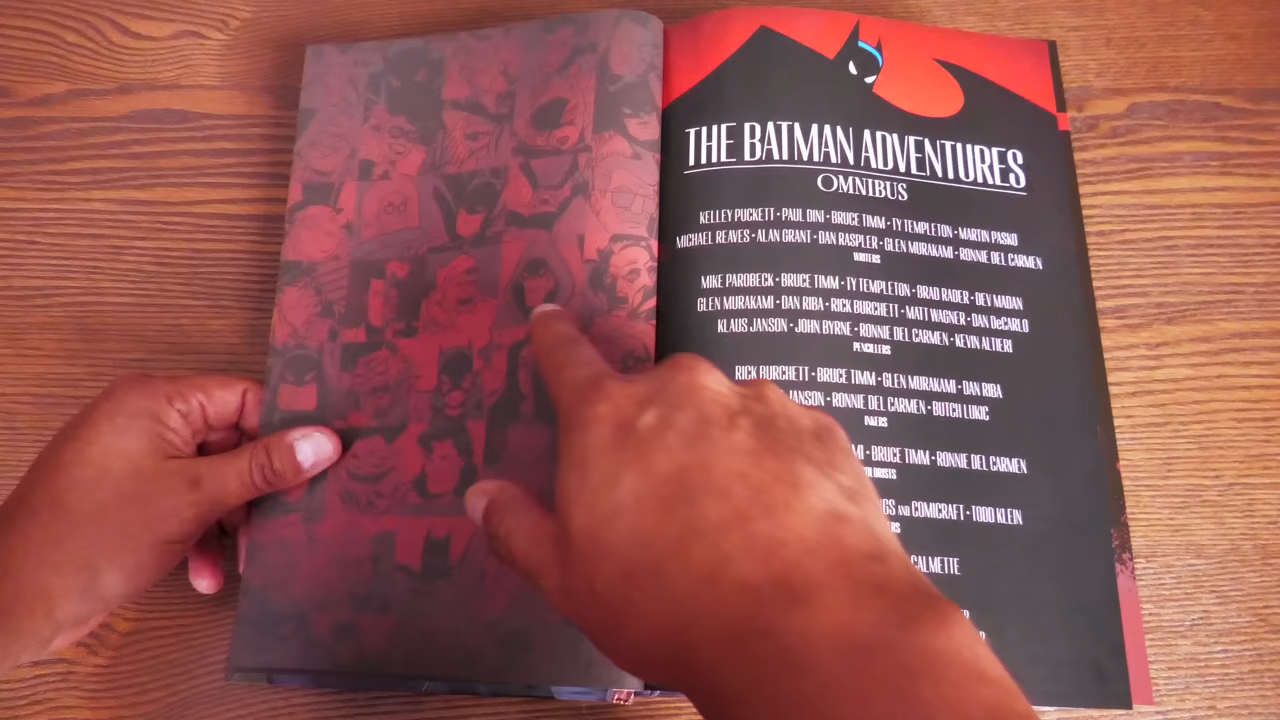 THE BATMAN ADVENTURES
OMNIBUS
KELLEY PUCKETT • PAUL DINI • BRUCE TIMM • TY TEMPLETON • MARTIN PASKO
MICHAEL REAVES • ALAN GRANT • DAN RASPLER • GLEN MURAKAMI • RONNIE DEL CARMEN
WRITERS
MIKE PAROBECK • BRUCE TIMM • TY TEMPLETON • BRAD RADER • DEV MADAN
GLEN MURAKAMI • DAN RIBA • RICK BURCHETT • MATT WAGNER • DAN DeCARLO
KLAUS JANSON • JOHN BYRNE • RONNIE DEL CARMEN • KEVIN ALTIERI
PENCILLERS
RICK BURCHETT • BRUCE TIMM • GLEN MURAKAMI • DAN RIBA
JANSON • RONNIE DEL CARMEN • BUTCH LUKIC
INKERS
• BRUCE TIMM • RONNIE DEL CARMEN
AND COMICRAFT • TODD KLEIN
CALMETTE